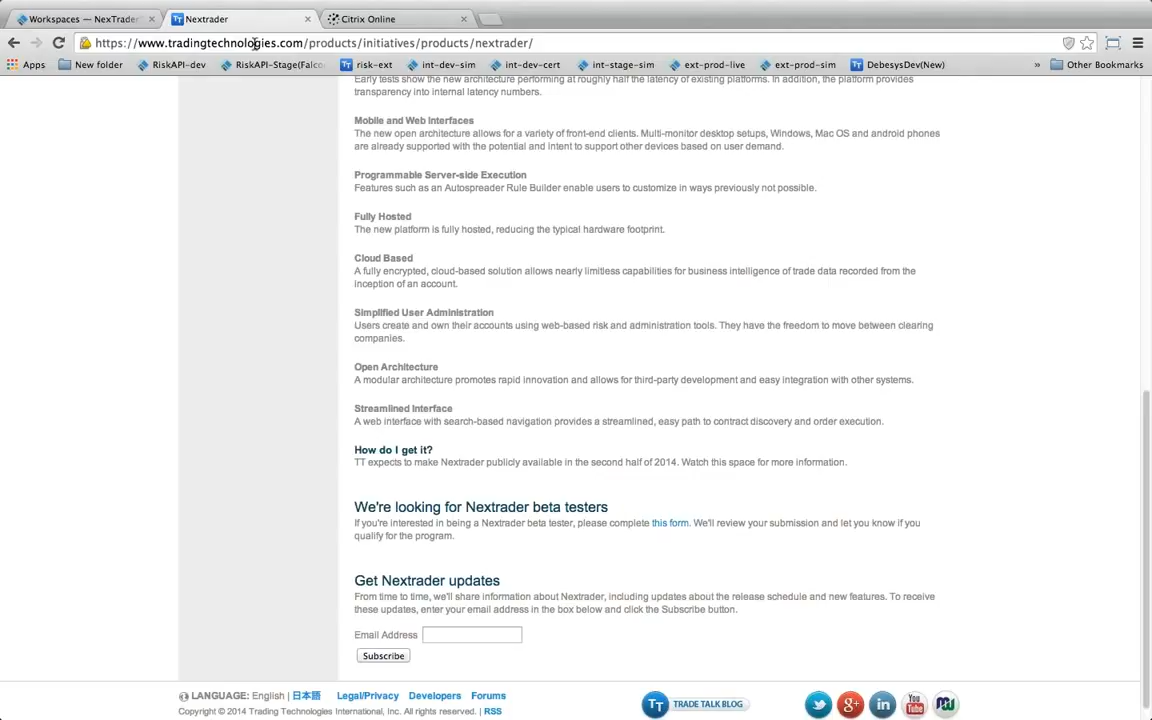 Workspaces — NexTrader
Nextrader
Citrix Online
https://www.tradingtechnologies.com/products/initiatives/products/nextrader/
Apps New folder RiskAPI-dev RiskAPI-Stage(Falco risk-ext int-dev-sim int-dev-cert int-stage-sim ext-prod-live ext-prod-sim DebesysDev(New) » Other Bookmarks
Early tests show the new architecture performing at roughly half the latency of existing platforms. In addition, the platform provides
transparency into internal latency numbers.
Mobile and Web Interfaces
The new open architecture allows for a variety of front-end clients. Multi-monitor desktop setups, Windows, Mac OS and android phones
are already supported with the potential and intent to support other devices based on user demand.
Programmable Server-side Execution
Features such as an Autospreader Rule Builder enable users to customize in ways previously not possible.
Fully Hosted
The new platform is fully hosted, reducing the typical hardware footprint.
Cloud Based
A fully encrypted, cloud-based solution allows nearly limitless capabilities for business intelligence of trade data recorded from the
inception of an account.
Simplified User Administration
Users create and own their accounts using web-based risk and administration tools. They have the freedom to move between clearing
companies.
Open Architecture
A modular architecture promotes rapid innovation and allows for third-party development and easy integration with other systems.
Streamlined Interface
A web interface with search-based navigation provides a streamlined, easy path to contract discovery and order execution.
How do I get it?
TT expects to make Nextrader publicly available in the second half of 2014. Watch this space for more information.
We're looking for Nextrader beta testers
If you're interested in being a Nextrader beta tester, please complete this form. We'll review your submission and let you know if you
qualify for the program.
Get Nextrader updates
From time to time, we'll share information about Nextrader, including updates about the release schedule and new features. To receive
these updates, enter your email address in the box below and click the Subscribe button.
Email Address
Subscribe
LANGUAGE: English | 日本語 Legal/Privacy Developers Forums
Copyright © 2014 Trading Technologies International, Inc. All rights reserved. | RSS
TT TRADE TALK BLOG
g+ in You Tube